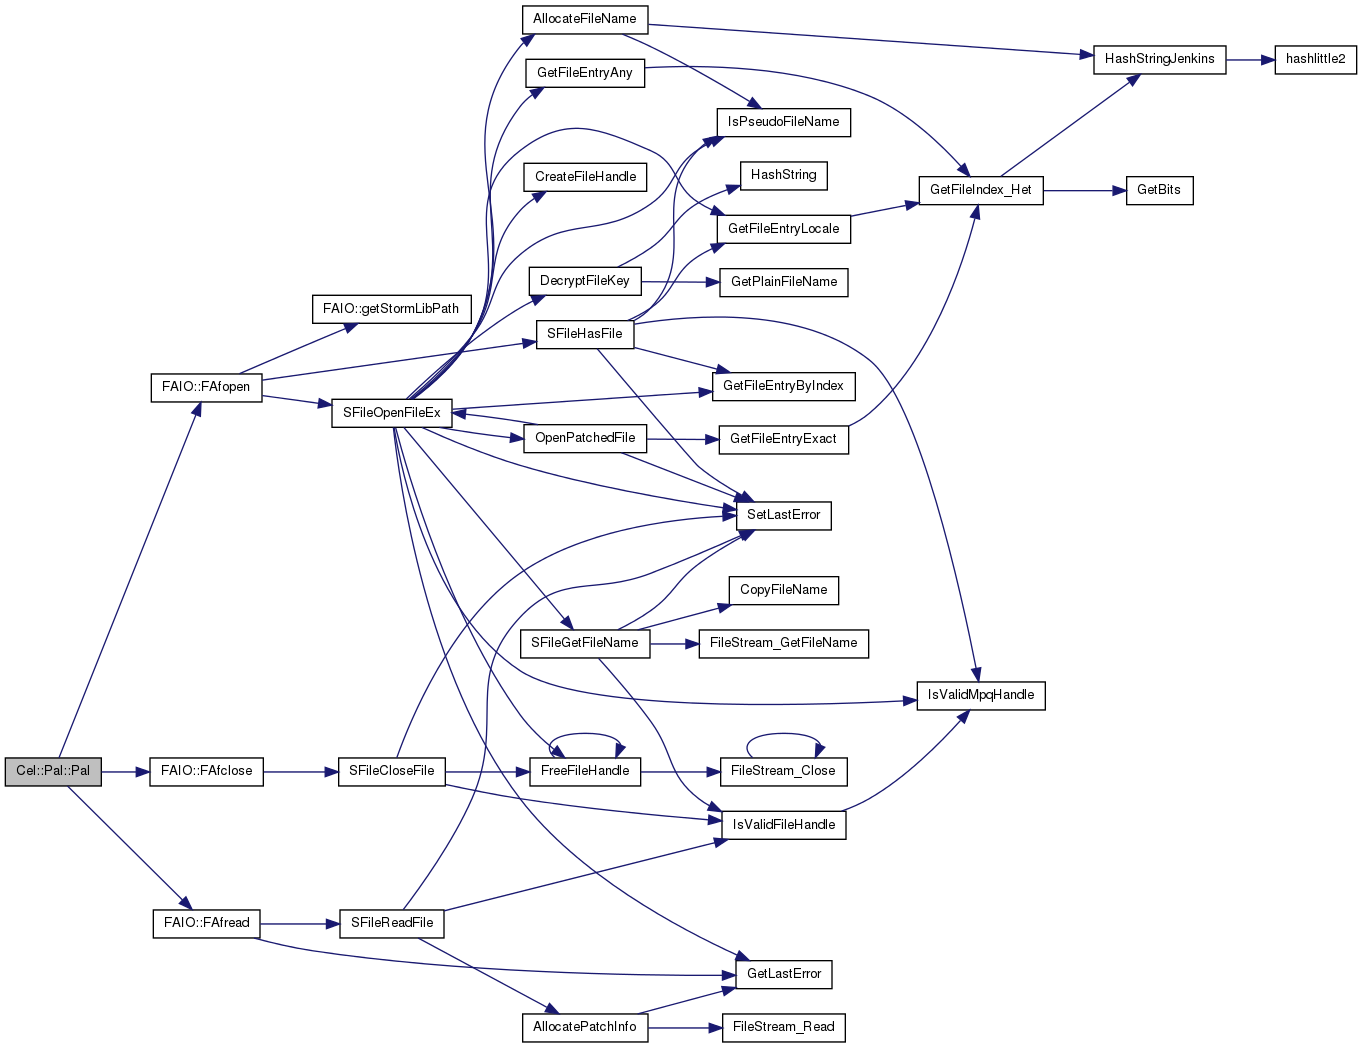 AllocateFileName
HashStringJenkins
hashlittle2
GetFileEntryAny
IsPseudoFileName
HashString
CreateFileHandle
GetFileIndex_Het
GetBits
GetFileEntryLocale
DecryptFileKey
GetPlainFileName
FAIO::getStormLibPath
SFileHasFile
FAIO::FAfopen
GetFileEntryByIndex
SFileOpenFileEx
OpenPatchedFile
GetFileEntryExact
SetLastError
CopyFileName
SFileGetFileName
FileStream_GetFileName
IsValidMpqHandle
Cel::Pal::Pal
FAIO::FAfclose
SFileCloseFile
FreeFileHandle
FileStream_Close
IsValidFileHandle
FAIO::FAfread
SFileReadFile
GetLastError
AllocatePatchInfo
FileStream_Read